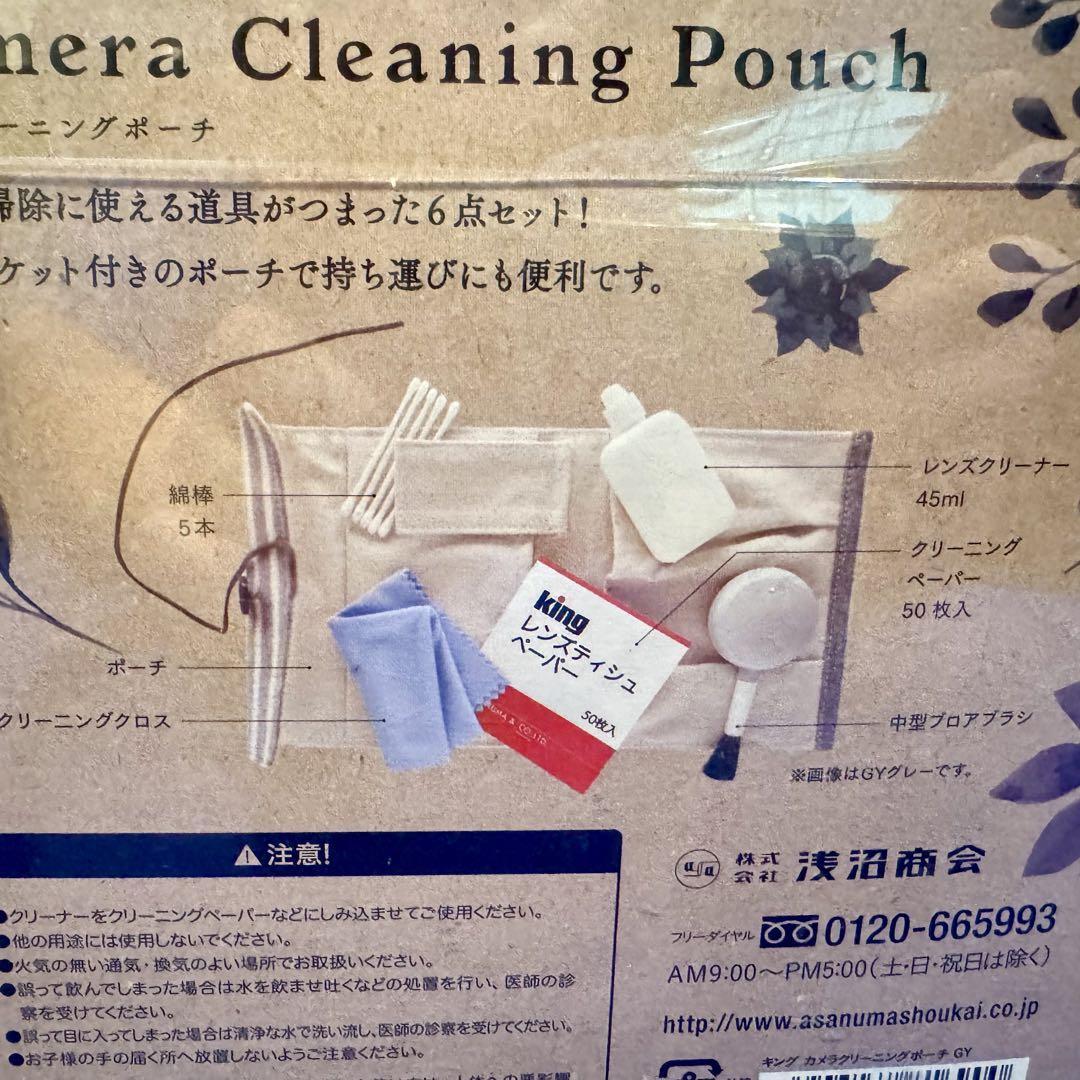 mera Cleaning Pouch
ーニングポーチ
掃除に使える道具がつまった6点セット!
ケット付きのポーチで持ち運びにも便利です。
レンズクリーナー
45ml
綿棒
5本
クリーニング
ペーパー
50枚入
king
レンズティシュ
ペーパー
50枚入
UMA & CO.,LTD.
ポーチ
クリーニングクロス
中型ブロアブラシ
※画像はGYグレーです。
⚠注意!
●クリーナーをクリーニングペーパーなどにしみ込ませてご使用ください。
●他の用途には使用しないでください。
●火気の無い通気・換気のよい場所でお取扱いください。
●誤って飲んでしまった場合は水を飲ませ吐くなどの処置を行い、医師の診
察を受けてください。
●誤って目に入ってしまった場合は清浄な水で洗い流し、医師の診察を受けてください。
●お子様の手の届く所へ放置しないようご注意ください。
株式会社 浅沼商会
フリーダイヤル 0120-665993
AM9:00〜PM5:00(土・日・祝日は除く)
http://www.asanumashoukai.co.jp
キング カメラクリーニングポーチ GY